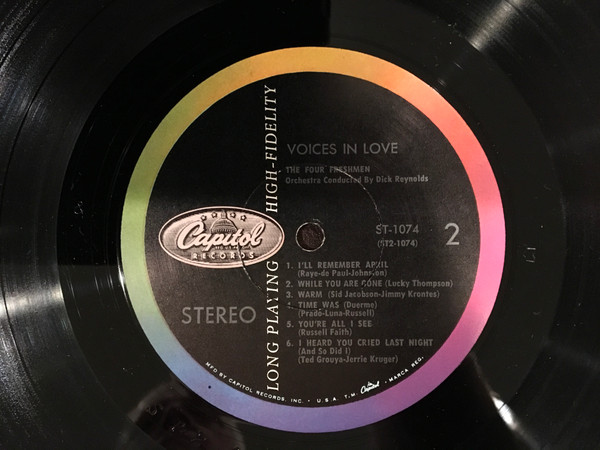 VOICES IN LOVE
THE FOUR FRESHMEN
Orchestra Conducted By Dick Reynolds
ST-1074
(ST2-1074)
2
Capitol
RECORDS
STEREO
LONG PLAYING HIGH-FIDELITY
1. I'LL REMEMBER APRIL
(Raye-de Paul-Johnson)
2. WHILE YOU ARE GONE (Lucky Thompson)
3. WARM (Sid Jacobson-Jimmy Krontes)
4. TIME WAS (Duerme)
(Prado-Luna-Russell)
5. YOU'RE ALL I SEE
(Russell Faith)
6. I HEARD YOU CRIED LAST NIGHT
(And So Did I)
(Ted Grouya-Jerrie Kruger)
MFD BY CAPITOL RECORDS, INC. • U.S.A. T.M. Capitol • MARCA REG.